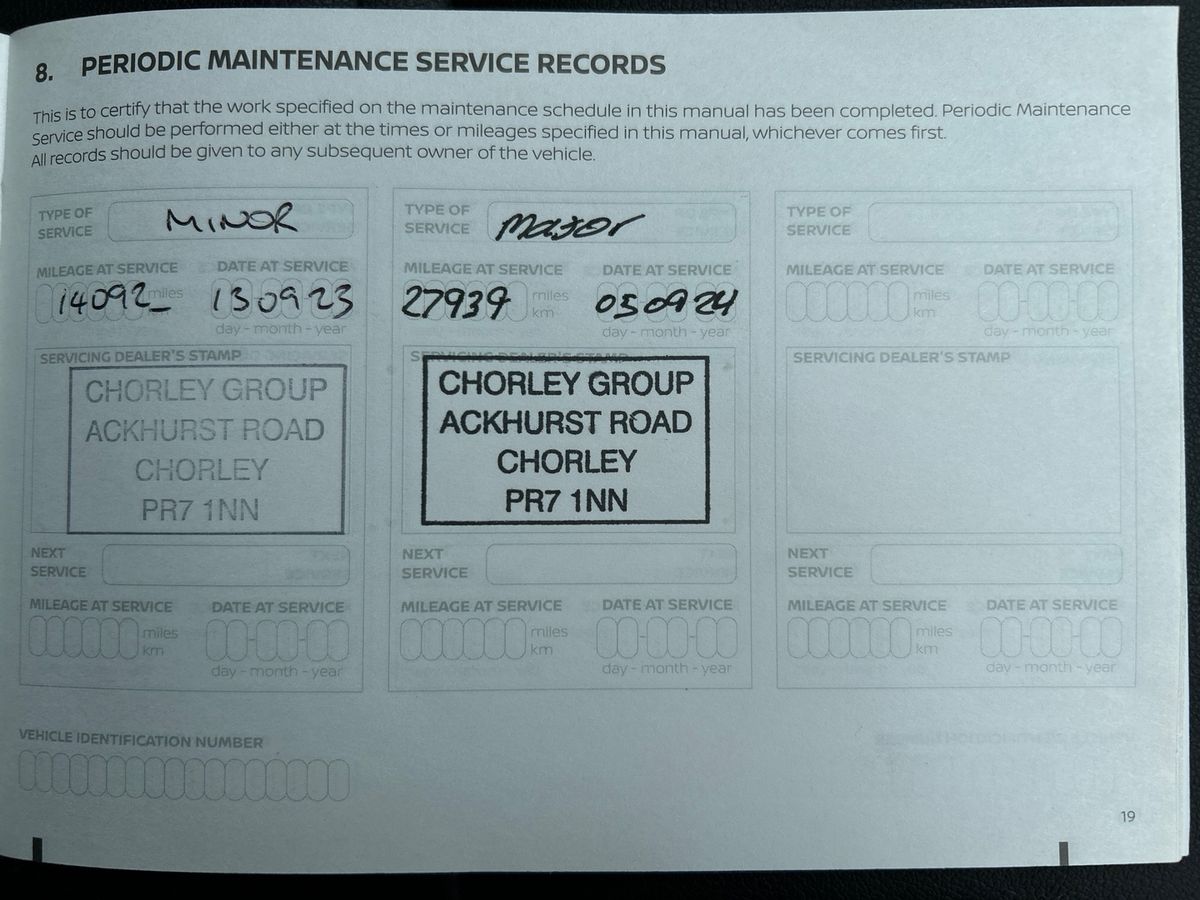 8. PERIODIC MAINTENANCE SERVICE RECORDS
This is to certify that the work specified on the maintenance schedule in this manual has been completed. Periodic Maintenance
Service should be performed either at the times or mileages specified in this manual, whichever comes first.
All records should be given to any subsequent owner of the vehicle.
TYPE OF
SERVICE
MINOR
MILEAGE AT SERVICE
DATE AT SERVICE
14092
miles
130923
day - month - year
SERVICING DEALER'S STAMP
CHORLEY GROUP
ACKHURST ROAD
CHORLEY
PR7 1NN
NEXT
SERVICE
MILEAGE AT SERVICE
DATE AT SERVICE
miles
km
day - month - year
TYPE OF
SERVICE
Major
MILEAGE AT SERVICE
DATE AT SERVICE
27939
miles
km
050924
day - month - year
SERVICING DEALER'S STAMP
CHORLEY GROUP
ACKHURST ROAD
CHORLEY
PR7 1NN
NEXT
SERVICE
MILEAGE AT SERVICE
DATE AT SERVICE
miles
km
day - month - year
TYPE OF
SERVICE
MILEAGE AT SERVICE
DATE AT SERVICE
miles
km
day - month - year
SERVICING DEALER'S STAMP
NEXT
SERVICE
MILEAGE AT SERVICE
DATE AT SERVICE
miles
km
day - month - year
VEHICLE IDENTIFICATION NUMBER
19